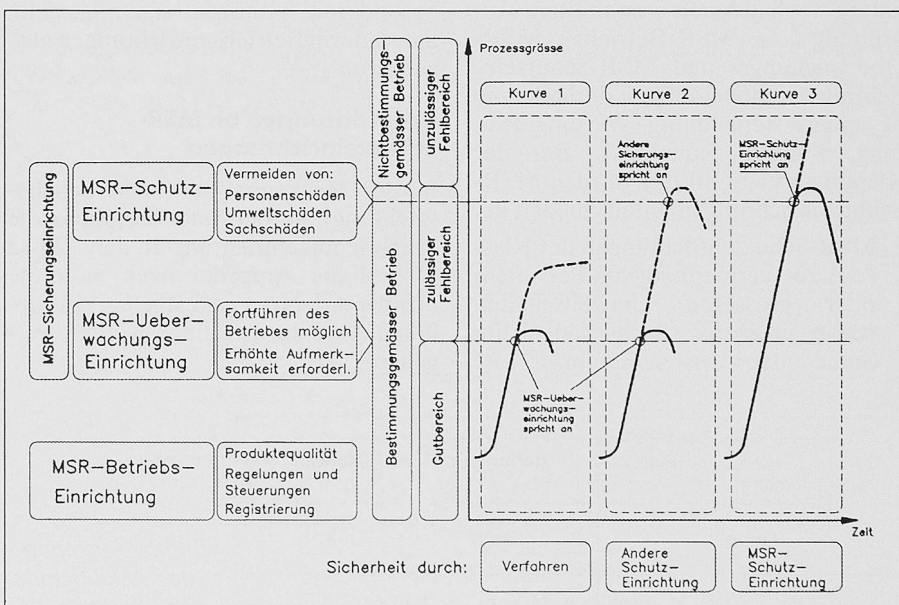 Prozessgrösse
Kurve 1
Kurve 2
Kurve 3
MSR-Sicherungseinrichtung
MSR-Schutz-
Einrichtung
Vermeiden von:
Personenschäden
Umweltschäden
Sachschäden
MSR-Ueber-
wachungs-
Einrichtung
Fortführen des
Betriebes möglich
Erhöhte Aufmerk-
samkeit erforderl.
MSR-Betriebs-
Einrichtung
Produktequalität
Regelungen und
Steuerungen
Registrierung
Nichtbestimmungs-
gemässer Betrieb
Bestimmungsgemässer Betrieb
unzulässiger
Fehlbereich
zulässiger
Fehlbereich
Gutbereich
Andere
Sicherungs-
einrichtung
spricht an
MSR-Schutz-
Einrichtung
spricht an
MSR-Ueber-
wachungs-
einrichtung
spricht an
Zeit
Sicherheit durch:
Verfahren
Andere
Schutz-
Einrichtung
MSR-
Schutz-
Einrichtung